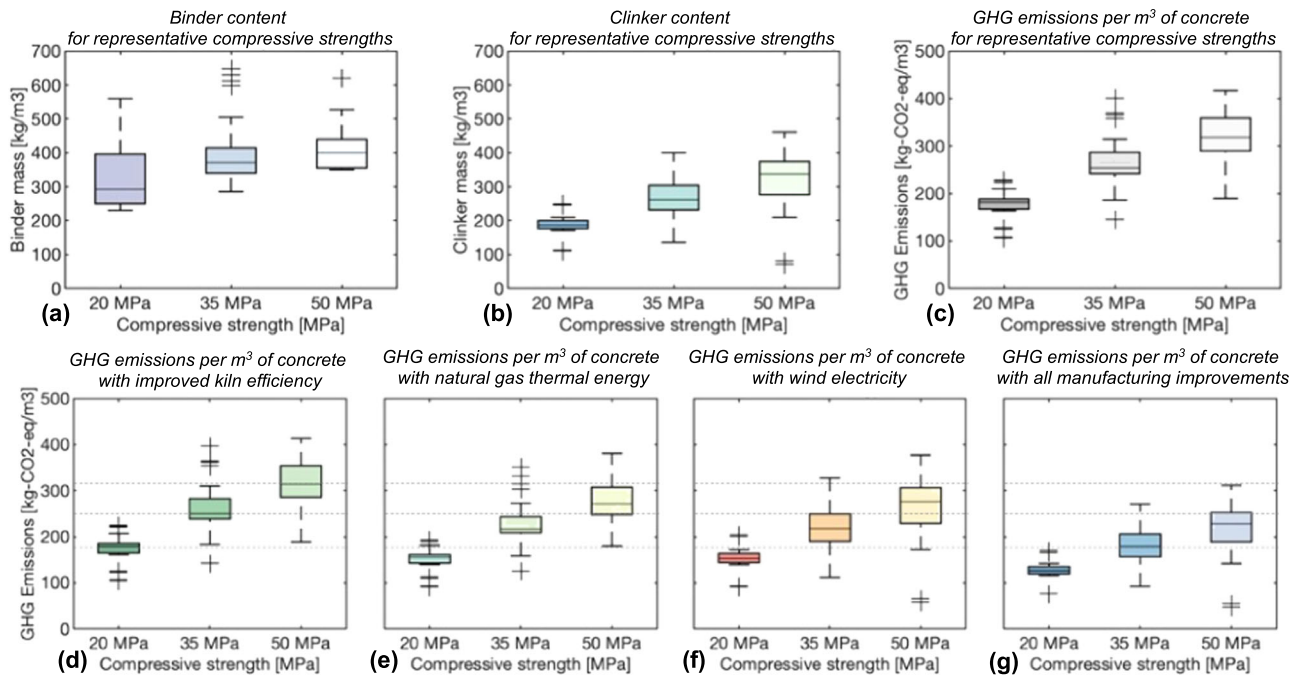 Binder content
for representative compressive strengths
Clinker content
for representative compressive strengths
GHG emissions per m³ of concrete
for representative compressive strengths
700
600
500
400
300
200
100
0
Binder mass [kg/m3]
20 MPa 35 MPa 50 MPa
(a) Compressive strength [MPa]
700
600
500
400
300
200
100
0
Clinker mass [kg/m3]
20 MPa 35 MPa 50 MPa
(b) Compressive strength [MPa]
500
400
300
200
100
0
GHG Emissions [kg-CO2-eq/m3]
20 MPa 35 MPa 50 MPa
(c) Compressive strength [MPa]
GHG emissions per m³ of concrete
with improved kiln efficiency
GHG emissions per m³ of concrete
with natural gas thermal energy
GHG emissions per m³ of concrete
with wind electricity
GHG emissions per m³ of concrete
with all manufacturing improvements
500
400
300
200
100
0
GHG Emissions [kg-CO2-eq/m3]
20 MPa 35 MPa 50 MPa
(d) Compressive strength [MPa]
20 MPa 35 MPa 50 MPa
(e) Compressive strength [MPa]
20 MPa 35 MPa 50 MPa
(f) Compressive strength [MPa]
20 MPa 35 MPa 50 MPa
(g) Compressive strength [MPa]